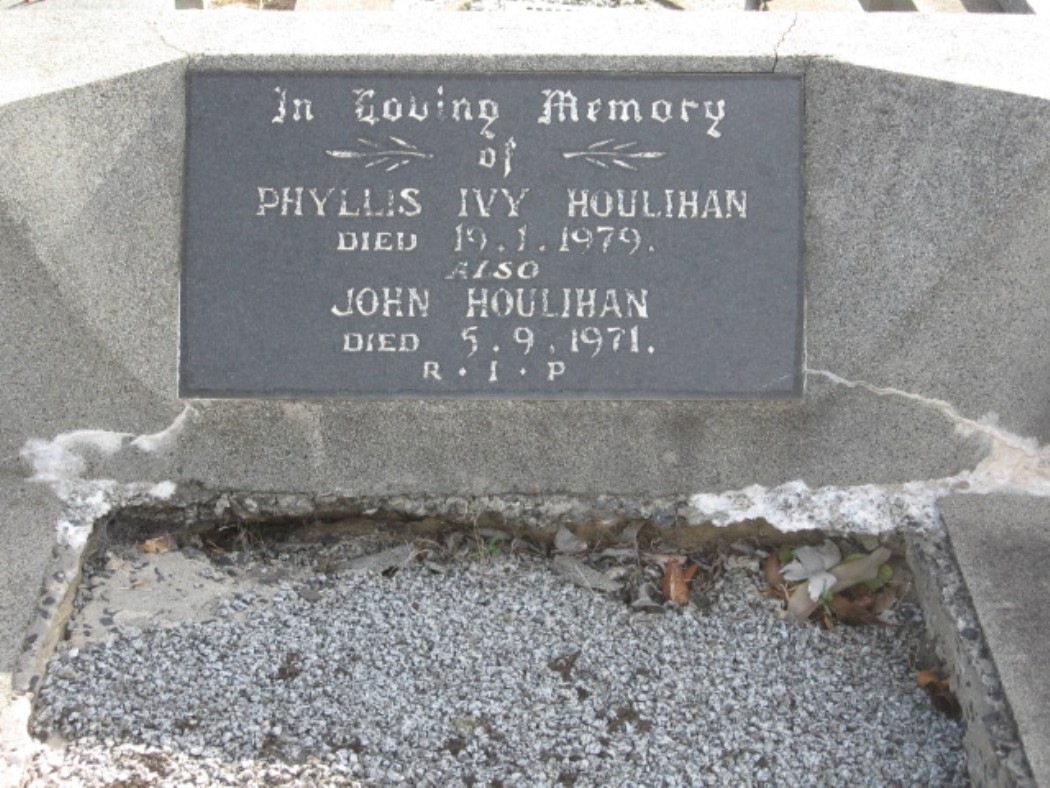 In Loving Memory
of
PHYLLIS IVY HOULIHAN
DIED 19.1.1979.
ALSO
JOHN HOULIHAN
DIED 5.9.1971.
R·I·P